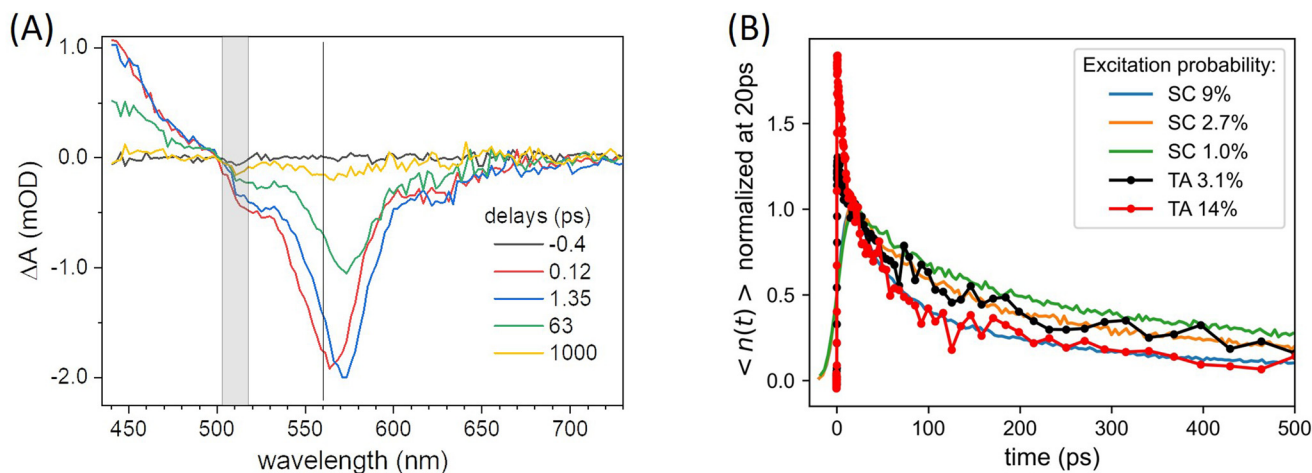 (A)
1.0
0.0
-1.0
-2.0
ΔA (mOD)
delays (ps)
-0.4
0.12
1.35
63
1000
450 500 550 600 650 700
wavelength (nm)
(B)
1.5
1.0
0.5
0.0
< n(t) > normalized at 20ps
Excitation probability:
SC 9%
SC 2.7%
SC 1.0%
TA 3.1%
TA 14%
0 100 200 300 400 500
time (ps)